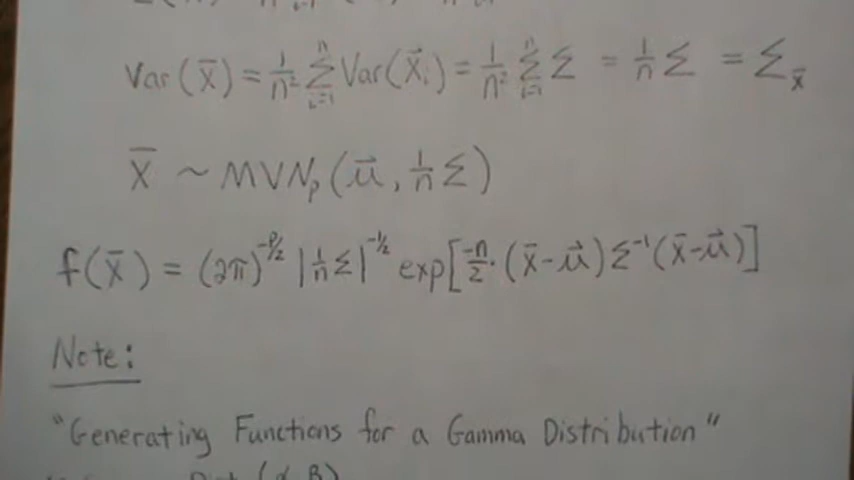 Var(X̄) = 1/n² Σᵢ₌₁ⁿ Var(X⃗ᵢ) = 1/n² Σᵢ₌₁ⁿ Σ = 1/n Σ = Σ_x̄
X̄ ~ MVNₚ(μ⃗, 1/n Σ)
f(x̄) = (2π)^(-p/2) |1/n Σ|^(-1/2) exp[-n/2 · (x̄-μ⃗) Σ⁻¹ (x̄-μ⃗)]
Note:
"Generating Functions for a Gamma Distribution"